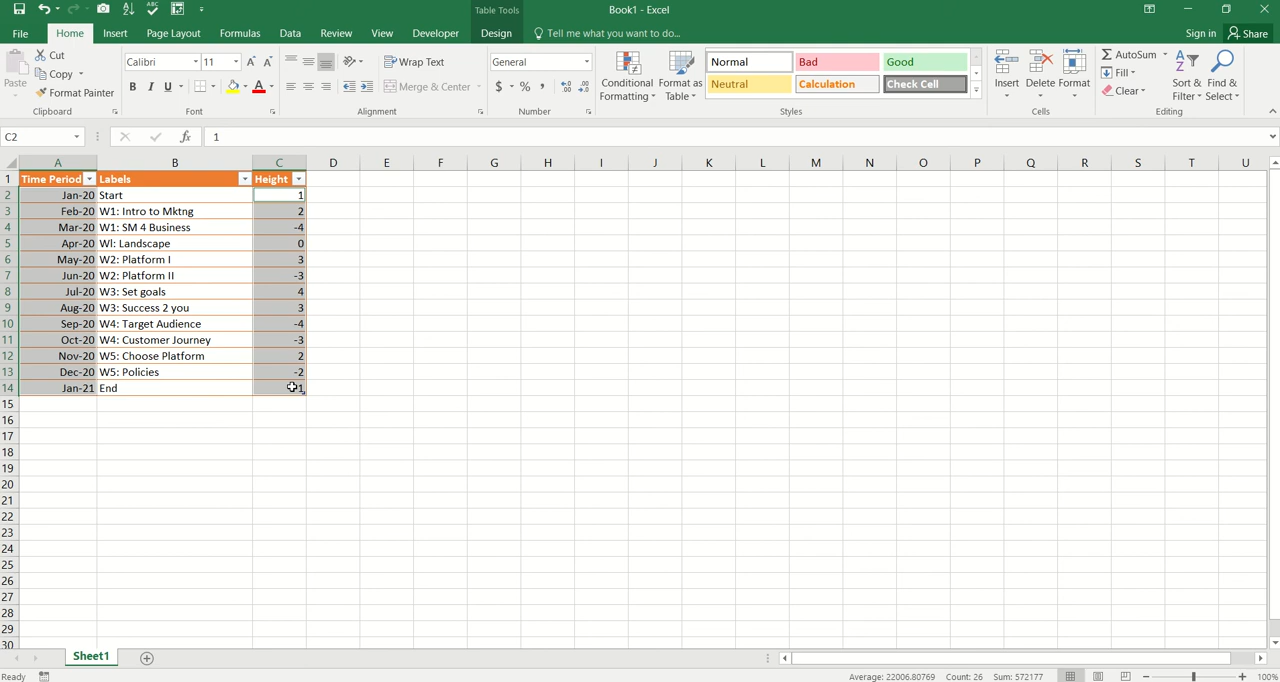 Table Tools
Book1 - Excel
File Home Insert Page Layout Formulas Data Review View Developer Design Tell me what you want to do... Sign in Share
Paste Cut
Copy
Format Painter
Clipboard
Calibri 11
B I U
Font
Wrap Text
Merge & Center
Alignment
General
$ % ,
Number
Conditional Formatting
Format as Table
Normal Bad Good
Neutral Calculation Check Cell
Styles
Insert Delete Format
Cells
AutoSum
Fill
Clear
Sort & Filter
Find & Select
Editing
C2 fx 1
A B C D E F G H I J K L M N O P Q R S T U
1 Time Period Labels Height
2 Jan-20 Start 1
3 Feb-20 W1: Intro to Mktng 2
4 Mar-20 W1: SM 4 Business -4
5 Apr-20 Wl: Landscape 0
6 May-20 W2: Platform I 3
7 Jun-20 W2: Platform II -3
8 Jul-20 W3: Set goals 4
9 Aug-20 W3: Success 2 you 3
10 Sep-20 W4: Target Audience -4
11 Oct-20 W4: Customer Journey -3
12 Nov-20 W5: Choose Platform 2
13 Dec-20 W5: Policies -2
14 Jan-21 End 1
15
16
17
18
19
20
21
22
23
24
25
26
27
28
29
30
Sheet1
Ready Average: 22006.80769 Count: 26 Sum: 572177 100%